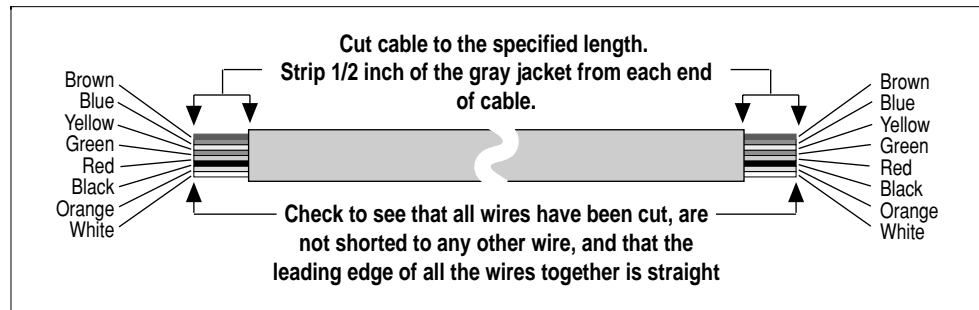 Cut cable to the specified length.
Strip 1/2 inch of the gray jacket from each end
of cable.
Brown
Blue
Yellow
Green
Red
Black
Orange
White
Brown
Blue
Yellow
Green
Red
Black
Orange
White
Check to see that all wires have been cut, are
not shorted to any other wire, and that the
leading edge of all the wires together is straight